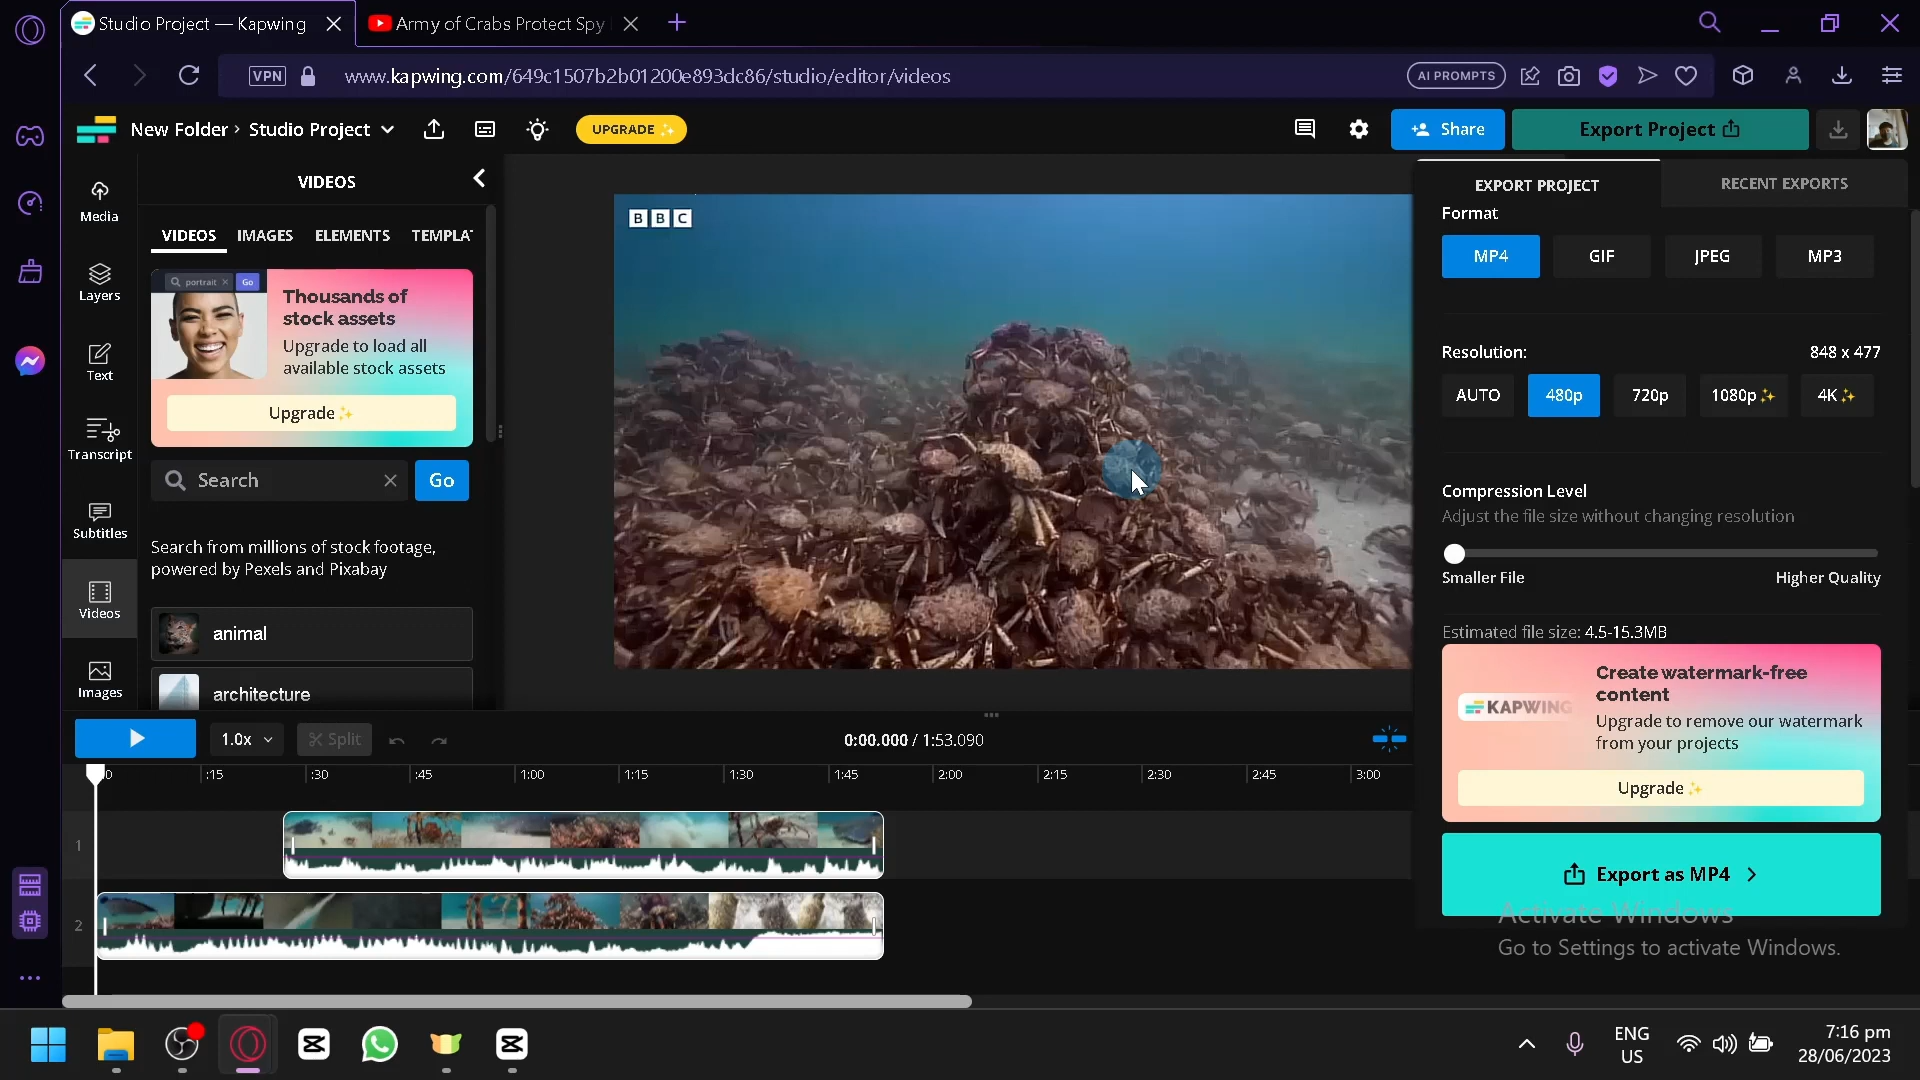 Studio Project — Kapwing
Army of Crabs Protect Spy
VPN
www.kapwing.com/649c1507b2b01200e893dc86/studio/editor/videos
AI PROMPTS
New Folder › Studio Project
UPGRADE
Share
Export Project
Media
Layers
Text
Transcript
Subtitles
Videos
Images
VIDEOS
VIDEOS IMAGES ELEMENTS TEMPLA
portrait
Go
Thousands of
stock assets
Upgrade to load all
available stock assets
Upgrade
Search
Go
Search from millions of stock footage,
powered by Pexels and Pixabay
animal
architecture
BBC
EXPORT PROJECT
RECENT EXPORTS
Format
MP4 GIF JPEG MP3
Resolution: 848 x 477
AUTO 480p 720p 1080p 4K
Compression Level
Adjust the file size without changing resolution
Smaller File Higher Quality
Estimated file size: 4.5-15.3MB
KAPWING
Create watermark-free
content
Upgrade to remove our watermark
from your projects
Upgrade
Export as MP4
Activate Windows
Go to Settings to activate Windows.
1.0x
Split
0:00.000 / 1:53.090
:0 :15 :30 :45 1:00 1:15 1:30 1:45 2:00 2:15 2:30 2:45 3:00
1
2
ENG
US
7:16 pm
28/06/2023